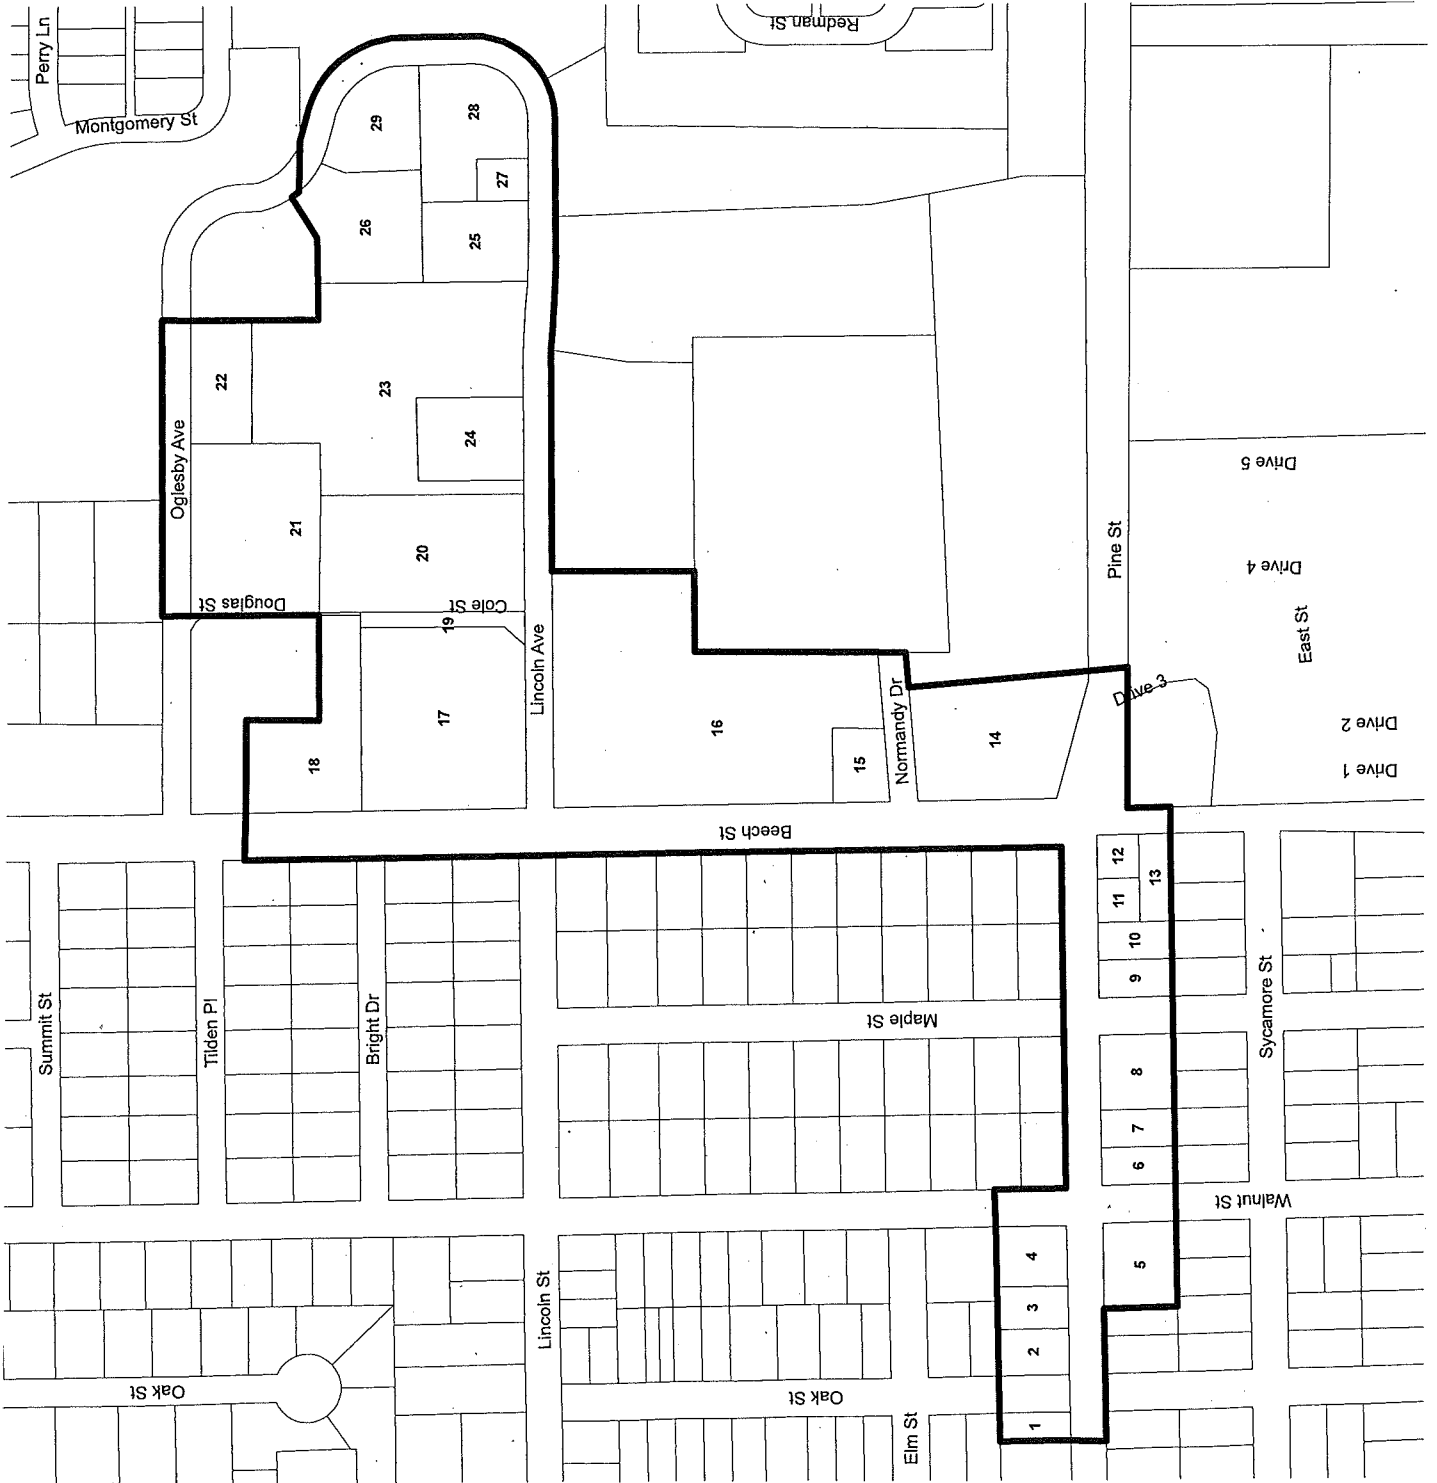 Perry Ln
Redman St
Montgomery St
29
28
27
26
25
22
23
24
Oglesby Ave
21
20
Douglas St
Cole St
19
Lincoln Ave
17
18
16
15
Normandy Dr
14
Pine St
Drive 5
Drive 4
East St
Drive 3
Drive 2
Drive 1
Beech St
12
11
13
10
9
Summit St
Tilden Pl
Bright Dr
Maple St
Sycamore St
8
7
6
Walnut St
4
5
3
2
Lincoln St
Oak St
Oak St
Elm St
1